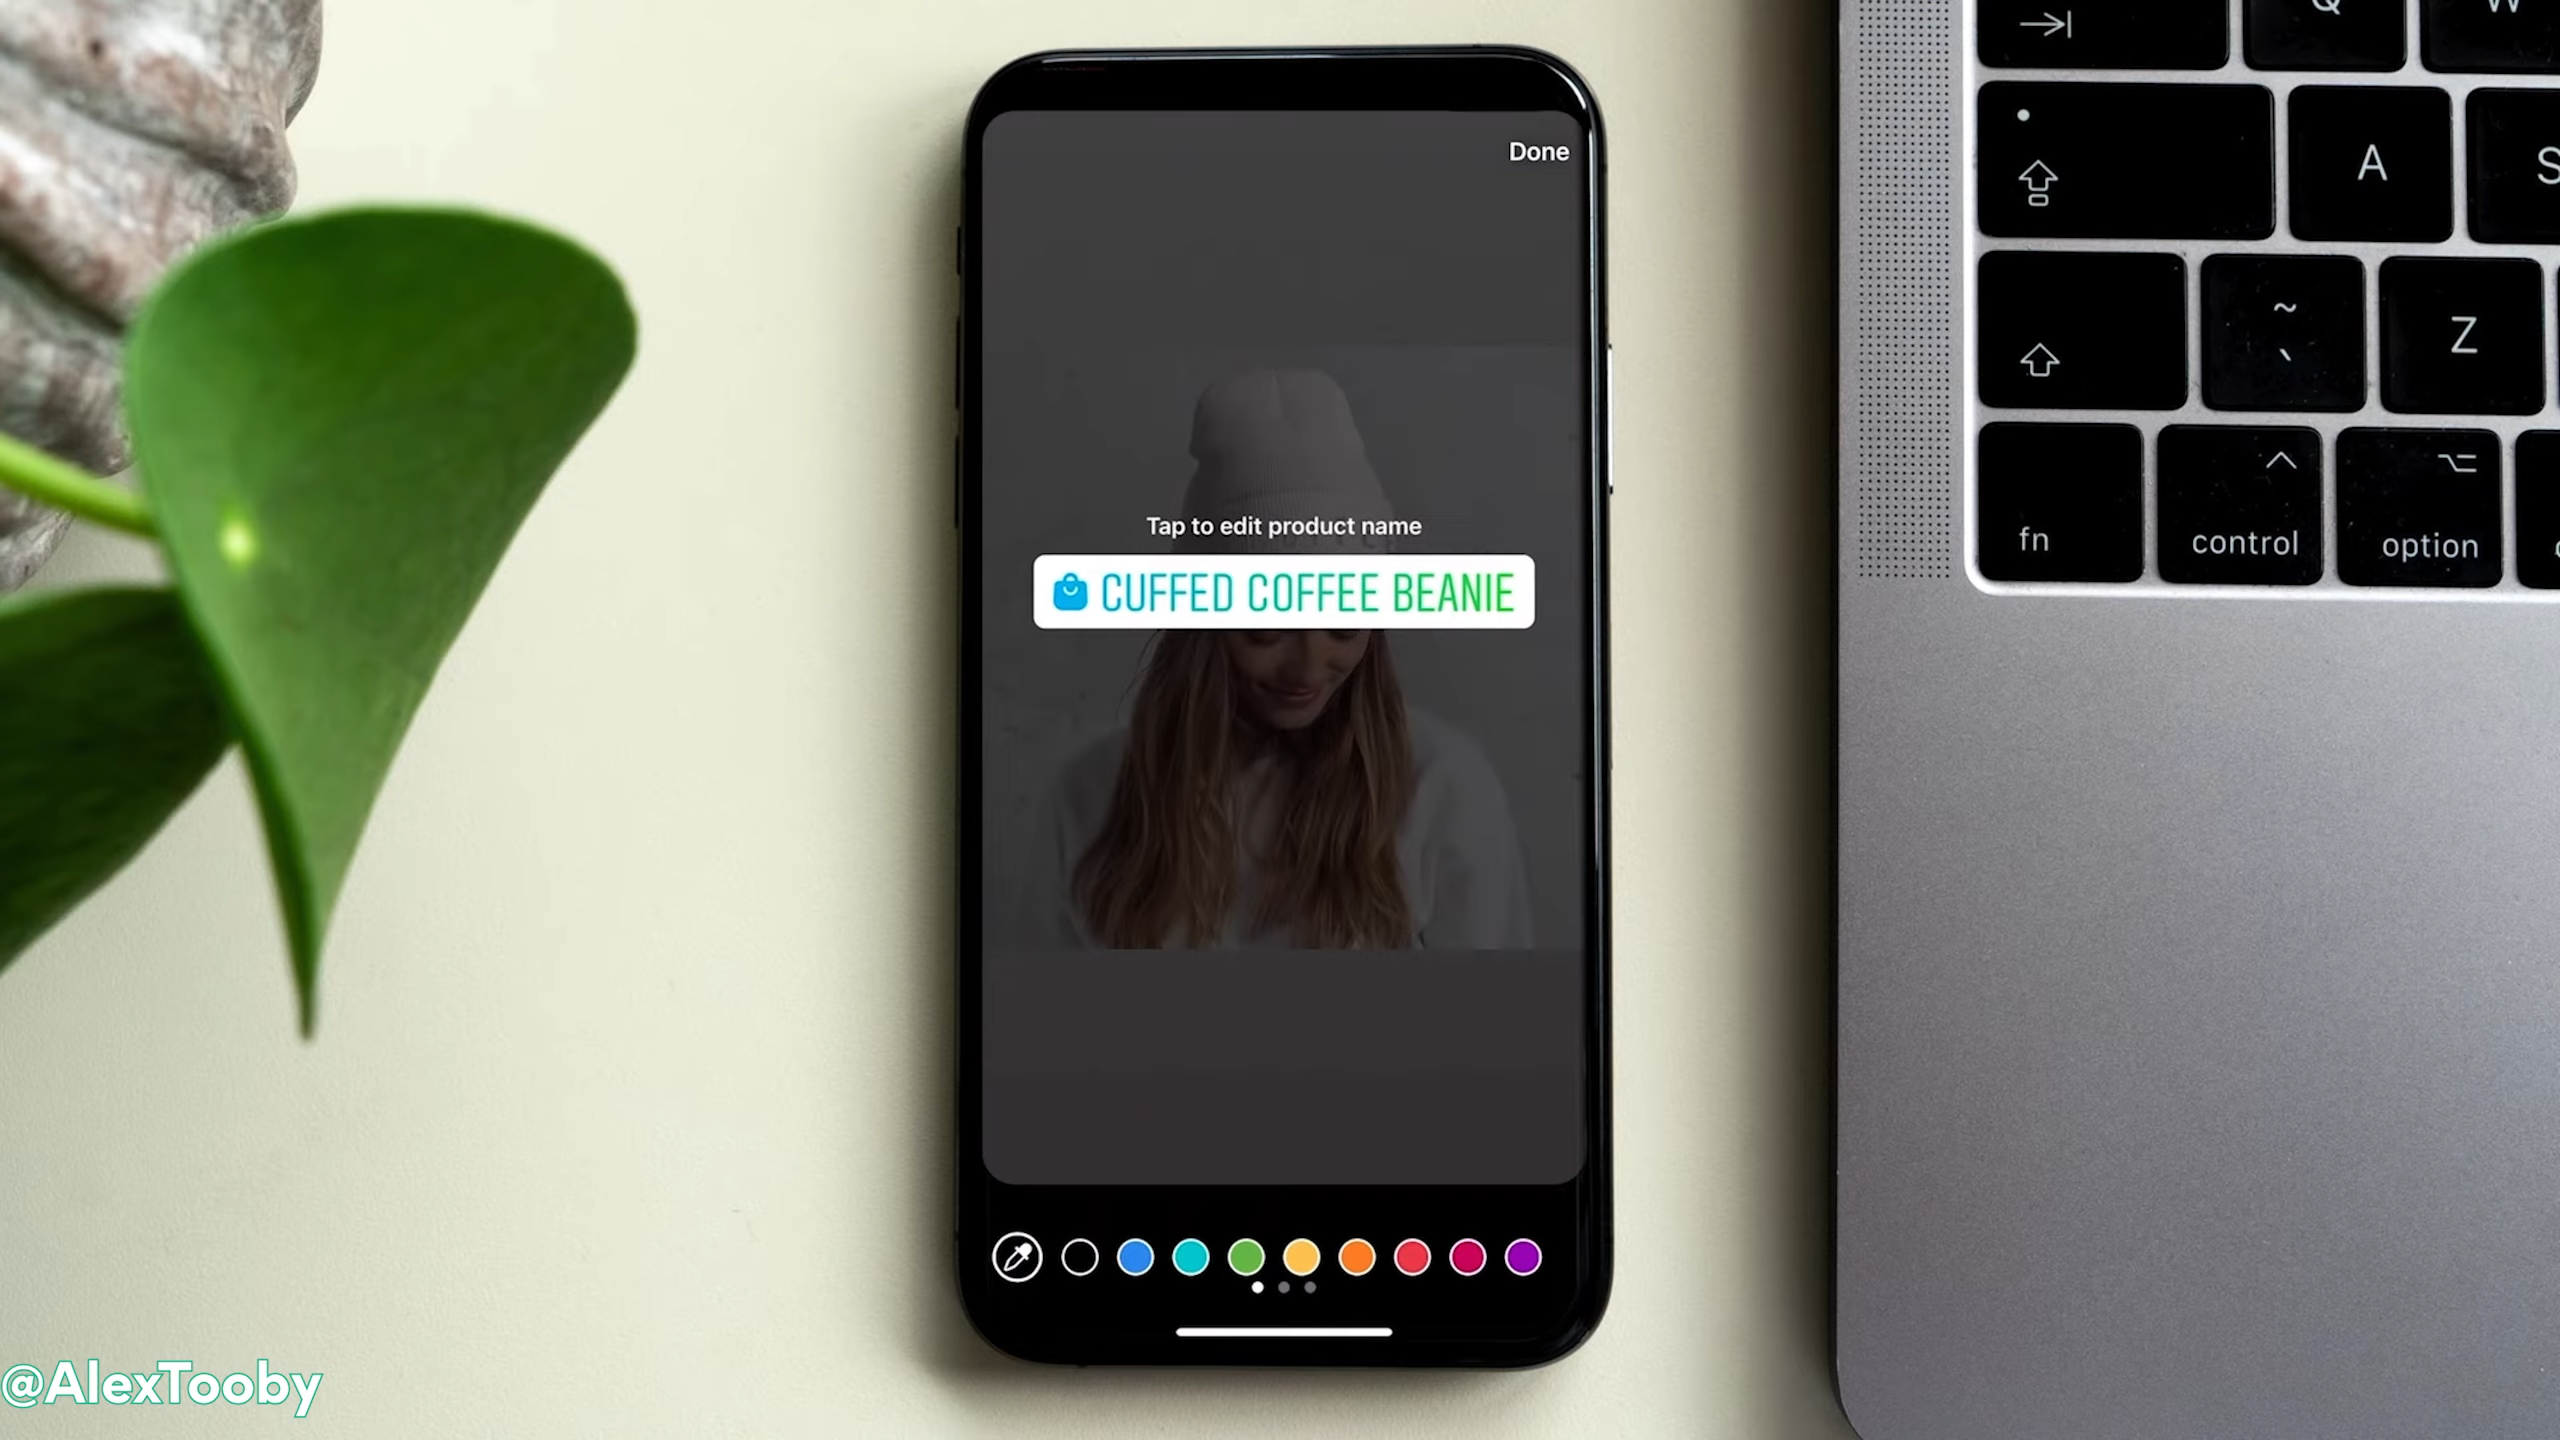 Done
Tap to edit product name
CUFFED COFFEE BEANIE
Q
W
A
S
~
`
Z
fn
control
option
@AlexTooby